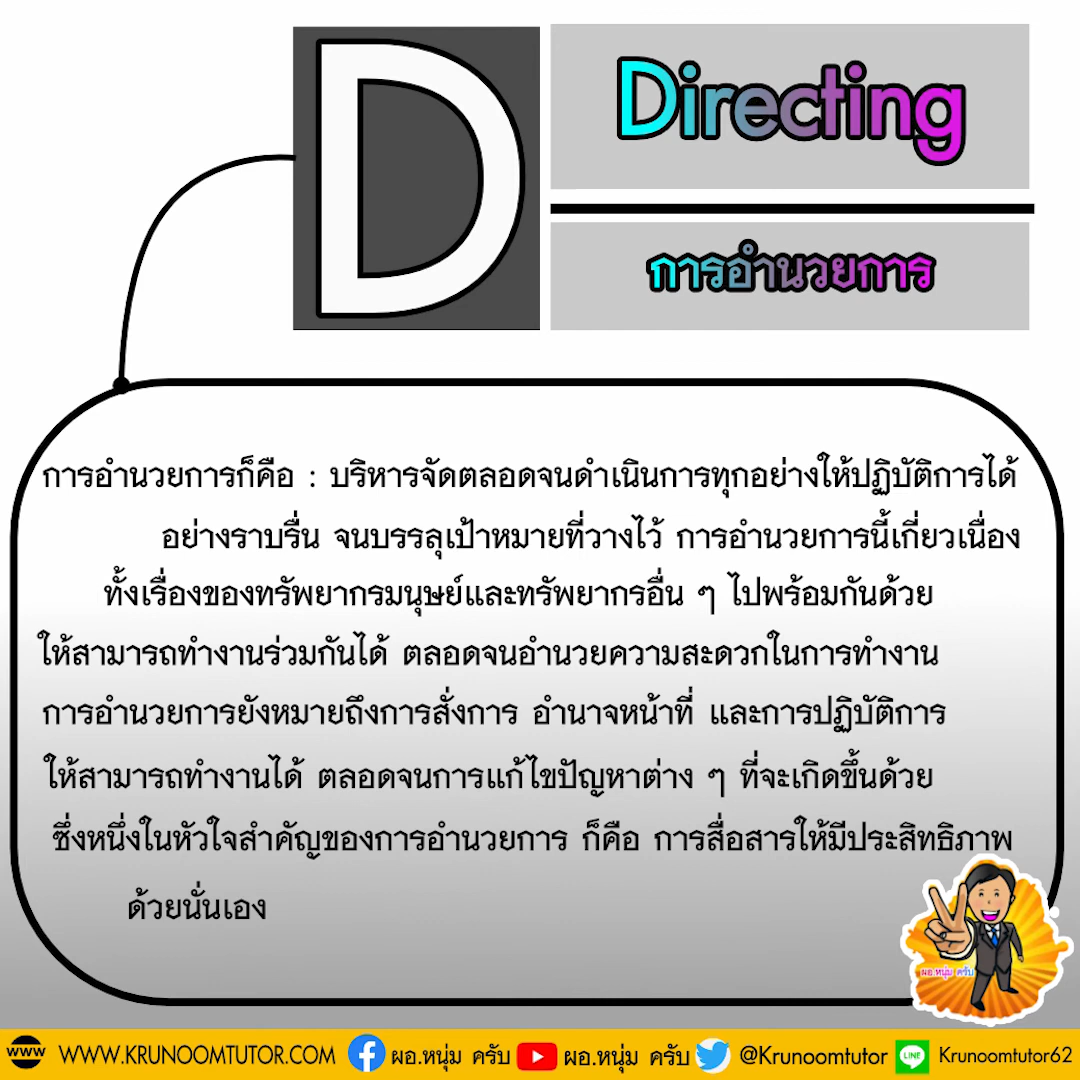 D
Directing
การอำนวยการ
การอำนวยการก็คือ : บริหารจัดตลอดจนดำเนินการทุกอย่างให้ปฏิบัติการได้
อย่างราบรื่น จนบรรลุเป้าหมายที่วางไว้ การอำนวยการนี้เกี่ยวเนื่อง
ทั้งเรื่องของทรัพยากรมนุษย์และทรัพยากรอื่น ๆ ไปพร้อมกันด้วย
ให้สามารถทำงานร่วมกันได้ ตลอดจนอำนวยความสะดวกในการทำงาน
การอำนวยการยังหมายถึงการสั่งการ อำนาจหน้าที่ และการปฏิบัติการ
ให้สามารถทำงานได้ ตลอดจนการแก้ไขปัญหาต่าง ๆ ที่จะเกิดขึ้นด้วย
ซึ่งหนึ่งในหัวใจสำคัญของการอำนวยการ ก็คือ การสื่อสารให้มีประสิทธิภาพ
ด้วยนั่นเอง
ผอ.หนุ่ม ครับ
www WWW.KRUNOOMTUTOR.COM ผอ.หนุ่ม ครับ ผอ.หนุ่ม ครับ @Krunoomtutor LINE Krunoomtutor62